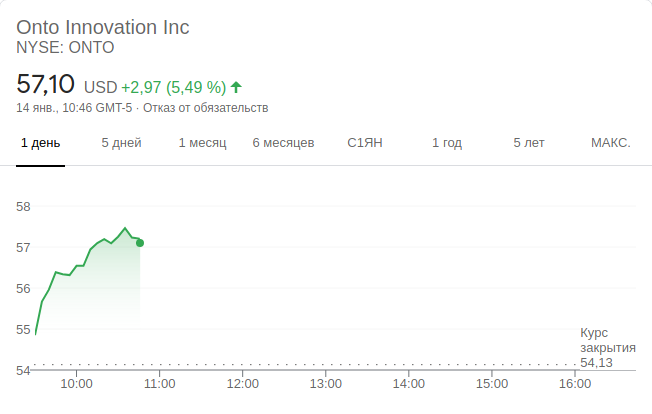 Onto Innovation Inc
NYSE: ONTO
57,10 USD +2,97 (5,49 %)
14 янв., 10:46 GMT-5 · Отказ от обязательств
1 день 5 дней 1 месяц 6 месяцев С1ЯН 1 год 5 лет МАКС.
58
57
56
55
54
Курс
закрытия
54,13
10:00 11:00 12:00 13:00 14:00 15:00 16:00